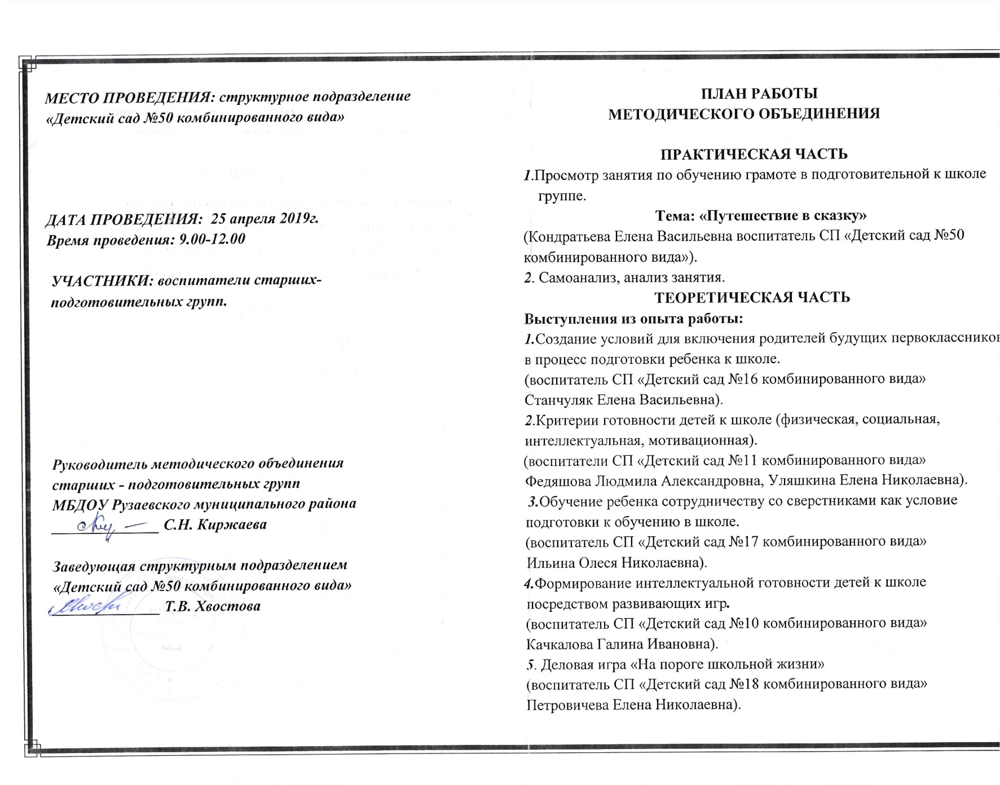 МЕСТО ПРОВЕДЕНИЯ: структурное подразделение
«Детский сад №50 комбинированного вида»
ДАТА ПРОВЕДЕНИЯ: 25 апреля 2019г.
Время проведения: 9.00-12.00
УЧАСТНИКИ: воспитатели старших-
подготовительных групп.
Руководитель методического объединения
старших - подготовительных групп
МБДОУ Рузаевского муниципального района
С.Н. Киржаева
Заведующая структурным подразделением
«Детский сад №50 комбинированного вида»
Т.В. Хвостова
ПЛАН РАБОТЫ
МЕТОДИЧЕСКОГО ОБЪЕДИНЕНИЯ
ПРАКТИЧЕСКАЯ ЧАСТЬ
1.Просмотр занятия по обучению грамоте в подготовительной к школе
группе.
Тема: «Путешествие в сказку»
(Кондратьева Елена Васильевна воспитатель СП «Детский сад №50
комбинированного вида»).
2. Самоанализ, анализ занятия.
ТЕОРЕТИЧЕСКАЯ ЧАСТЬ
Выступления из опыта работы:
1.Создание условий для включения родителей будущих первоклассников
в процесс подготовки ребенка к школе.
(воспитатель СП «Детский сад №16 комбинированного вида»
Станчуляк Елена Васильевна).
2.Критерии готовности детей к школе (физическая, социальная,
интеллектуальная, мотивационная).
(воспитатели СП «Детский сад №11 комбинированного вида»
Федяшова Людмила Александровна, Уляшкина Елена Николаевна).
3.Обучение ребенка сотрудничеству со сверстниками как условие
подготовки к обучению в школе.
(воспитатель СП «Детский сад №17 комбинированного вида»
Ильина Олеся Николаевна).
4.Формирование интеллектуальной готовности детей к школе
посредством развивающих игр.
(воспитатель СП «Детский сад №10 комбинированного вида»
Качкалова Галина Ивановна).
5. Деловая игра «На пороге школьной жизни»
(воспитатель СП «Детский сад №18 комбинированного вида»
Петровичева Елена Николаевна).